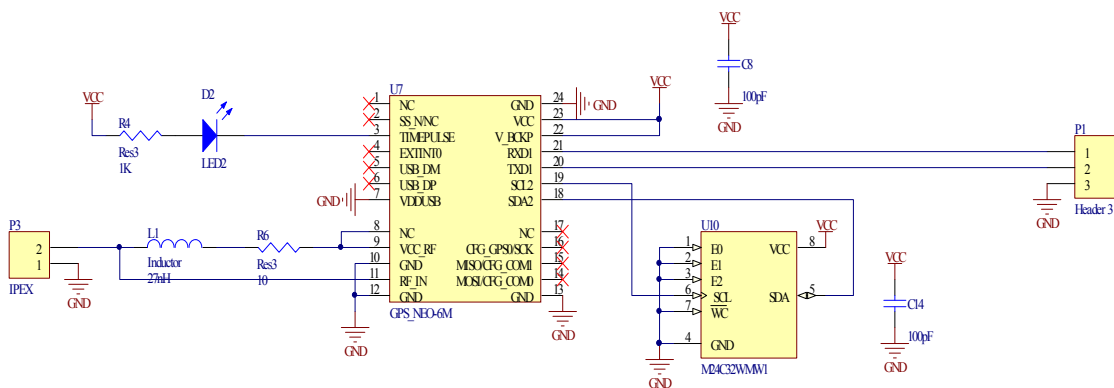 VCC
C8
100pF
GND
VCC
R4
Res3
1K
D2
LED2
U7
1 NC
2 SS_N/NC
3 TIMEPULSE
4 EXTINT0
5 USB_DM
6 USB_DP
7 VDDUSB
8 NC
9 VCC_RF
10 GND
11 RF_IN
12 GND
GND 24
VCC 23
V_BCKP 22
RXD1 21
TXD1 20
SCL2 19
SDA2 18
NC 17
CFG_GPS0/SCK 16
MISO/CFG_COM1 15
MOSI/CFG_COM0 14
GND 13
GPS_NEO-6M
GND
VCC
GND
GND
GND
P3
2
1
IPEX
GND
L1
Inductor
27nH
R6
Res3
10
P1
1
2
3
Header 3
GND
U10
1 E0
2 E1
3 E2
6 SCL
7 WC
4 GND
VCC 8
SDA 5
M24C32WMW1
VCC
GND
VCC
C14
100pF
GND